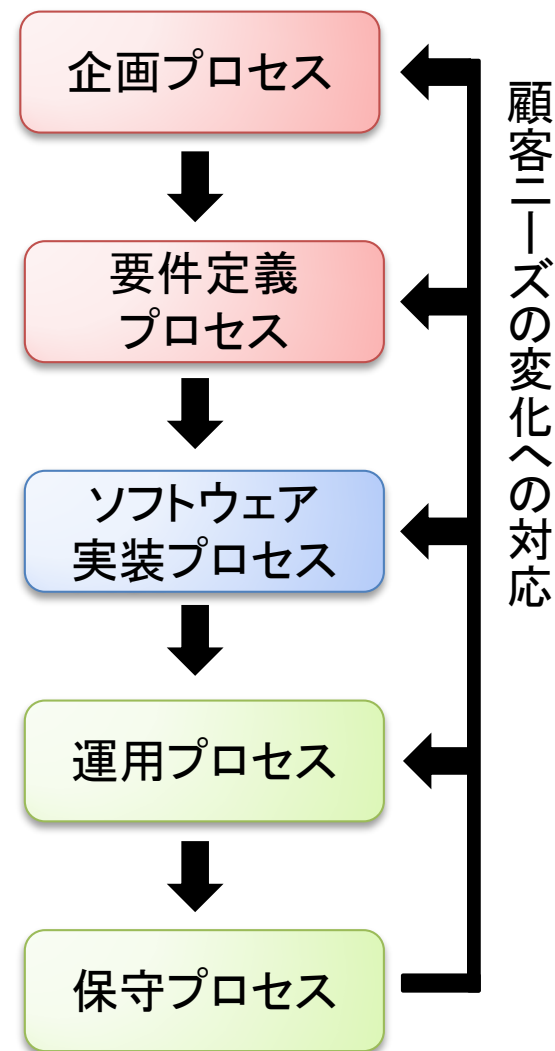 企画プロセス
要件定義
プロセス
ソフトウェア
実装プロセス
運用プロセス
保守プロセス
顧客ニーズの変化への対応